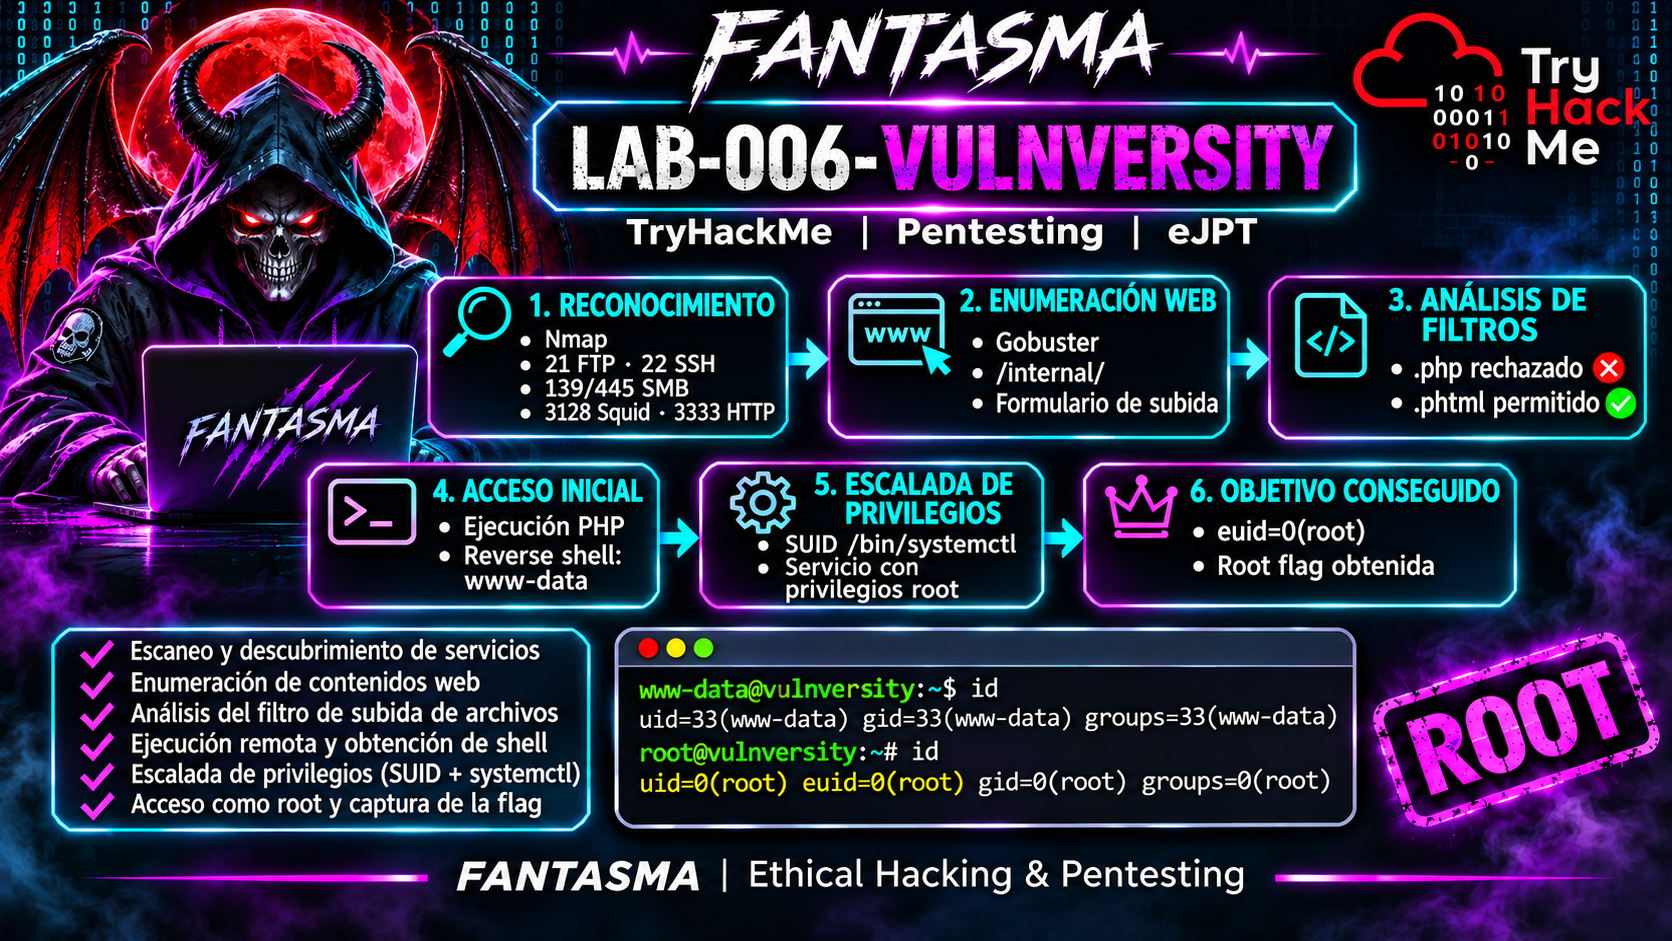 FANTASMA
LAB-006-VULNVERSITY
TryHackMe | Pentesting | eJPT
10 10
00011
01010
-0-
Try
Hack
Me
FANTASMA
1. RECONOCIMIENTO
• Nmap
• 21 FTP · 22 SSH
• 139/445 SMB
• 3128 Squid · 3333 HTTP
www
2. ENUMERACIÓN WEB
• Gobuster
• /internal/
• Formulario de subida
</>
3. ANÁLISIS DE
FILTROS
• .php rechazado
• .phtml permitido
>_
4. ACCESO INICIAL
• Ejecución PHP
• Reverse shell:
www-data
5. ESCALADA DE
PRIVILEGIOS
• SUID /bin/systemctl
• Servicio con
privilegios root
6. OBJETIVO CONSEGUIDO
• euid=0(root)
• Root flag obtenida
Escaneo y descubrimiento de servicios
Enumeración de contenidos web
Análisis del filtro de subida de archivos
Ejecución remota y obtención de shell
Escalada de privilegios (SUID + systemctl)
Acceso como root y captura de la flag
www-data@vulnversity:~$ id
uid=33(www-data) gid=33(www-data) groups=33(www-data)
root@vulnversity:~# id
uid=0(root) euid=0(root) gid=0(root) groups=0(root)
ROOT
FANTASMA | Ethical Hacking & Pentesting